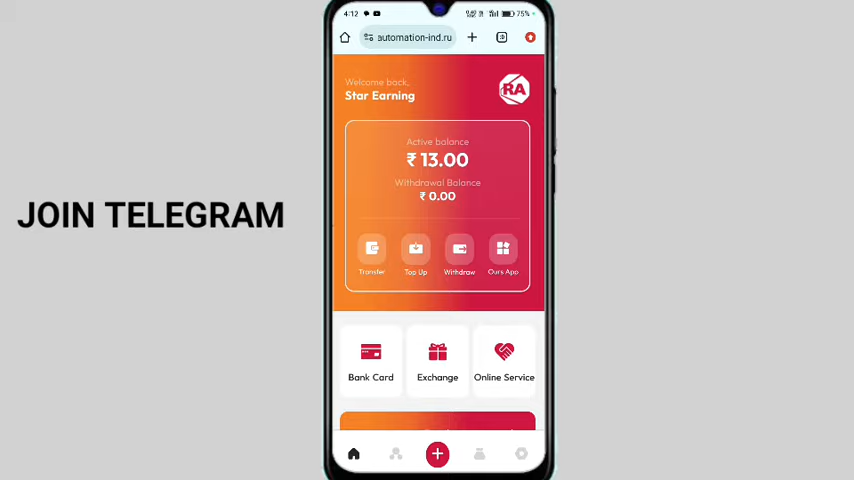 4:12
75%
automation-ind.ru
Welcome back,
Star Earning
RA
Active balance
₹ 13.00
Withdrawal Balance
₹ 0.00
JOIN TELEGRAM
Transfer Top Up Withdraw Ours App
Bank Card Exchange Online Service